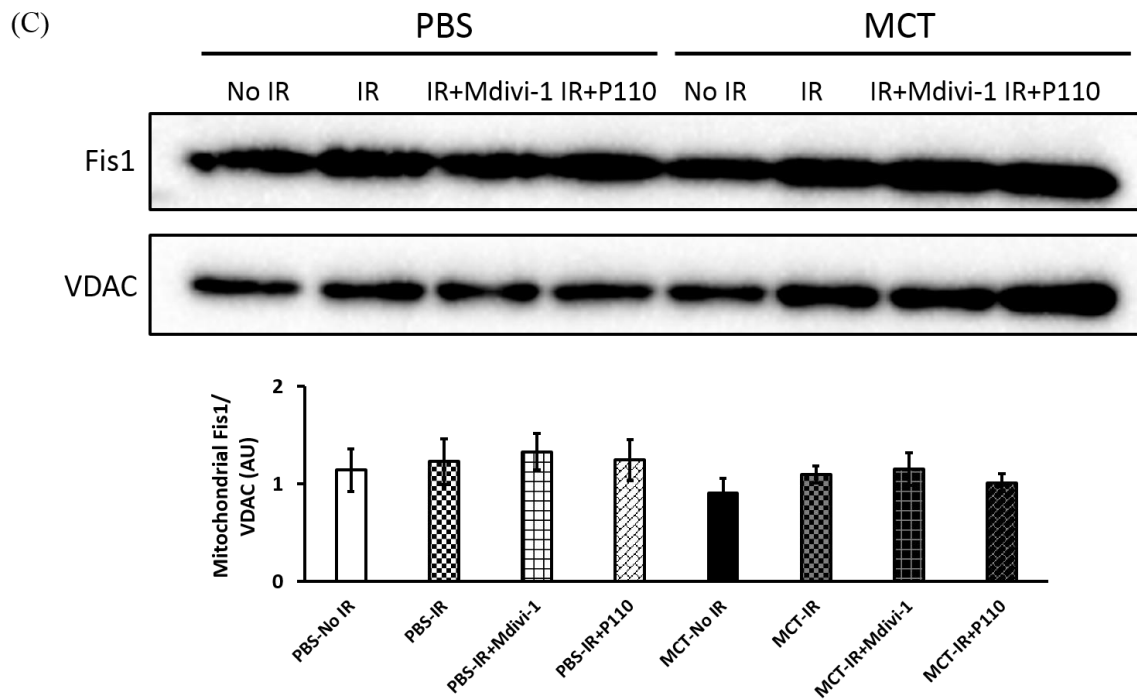 (C)
PBS MCT
No IR IR IR+Mdivi-1 IR+P110 No IR IR IR+Mdivi-1 IR+P110
Fis1
VDAC
2
1
0
Mitochondrial Fis1/
VDAC (AU)
PBS-No IR
PBS-IR
PBS-IR+Mdivi-1
PBS-IR+P110
MCT-No IR
MCT-IR
MCT-IR+Mdivi-1
MCT-IR+P110